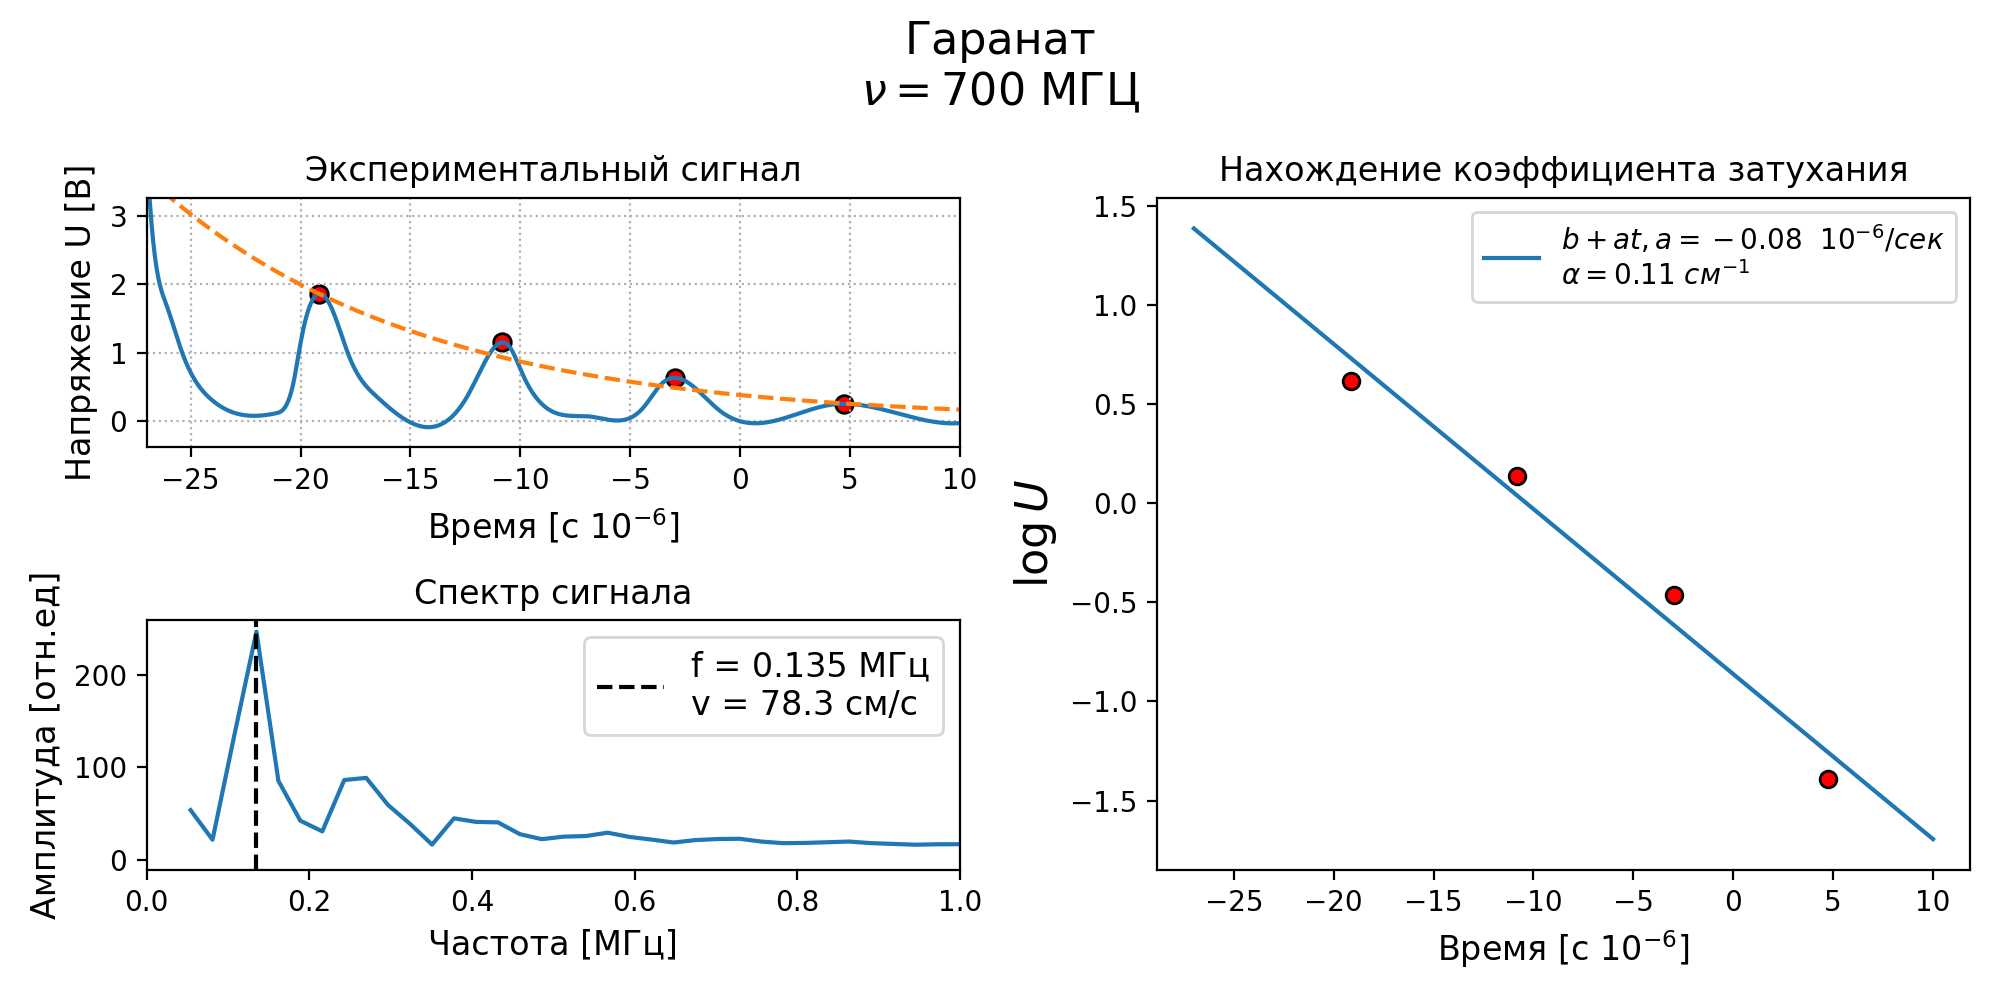 Гаранат
ν = 700 МГЦ
Экспериментальный сигнал
Напряжение U [В]
3
2
1
0
−25
−20
−15
−10
−5
0
5
10
Время [с 10⁻⁶]
Спектр сигнала
Амплитуда [отн.ед]
200
100
0
f = 0.135 МГц
v = 78.3 см/с
0.0
0.2
0.4
0.6
0.8
1.0
Частота [МГц]
Нахождение коэффициента затухания
log U
1.5
1.0
0.5
0.0
−0.5
−1.0
−1.5
b + at, a = −0.08 10⁻⁶/сек
α = 0.11 см⁻¹
−25
−20
−15
−10
−5
0
5
10
Время [с 10⁻⁶]